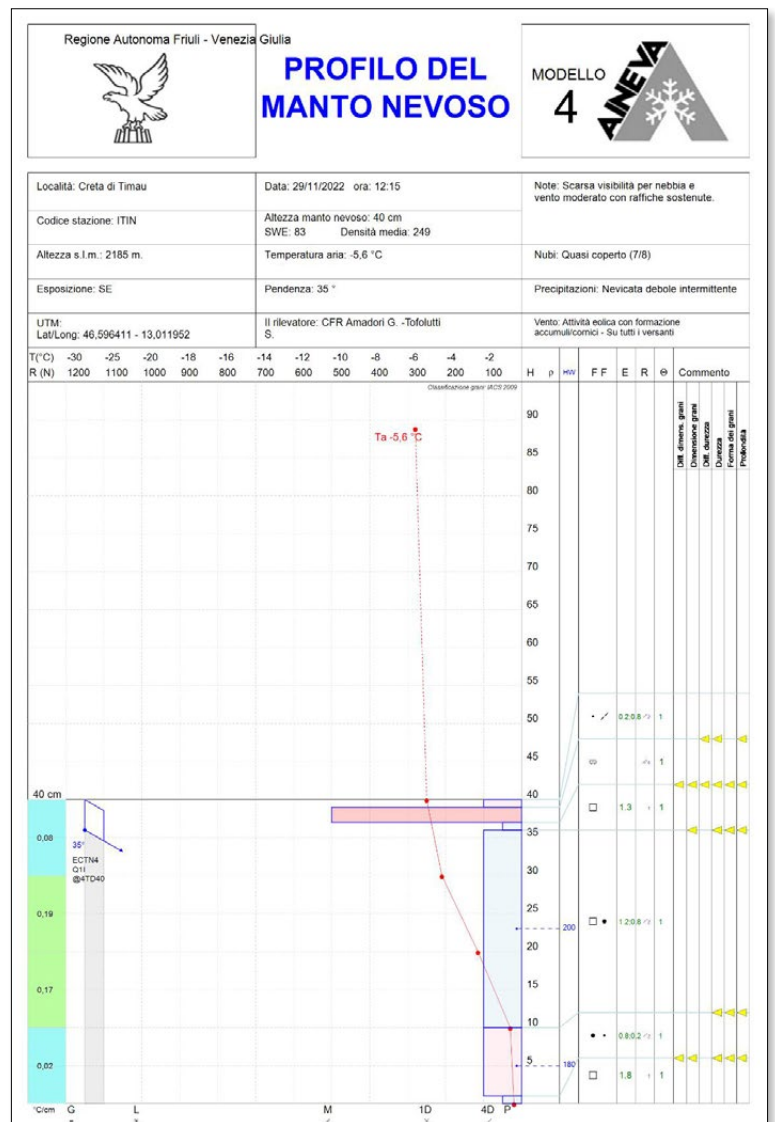 Regione Autonoma Friuli - Venezia Giulia
PROFILO DEL
MANTO NEVOSO
MODELLO
4
AINEVA
Località: Creta di Timau
Data: 29/11/2022 ora: 12:15
Note: Scarsa visibilità per nebbia e
vento moderato con raffiche sostenute.
Codice stazione: ITIN
Altezza manto nevoso: 40 cm
SWE: 83 Densità media: 249
Altezza s.l.m.: 2185 m.
Temperatura aria: -5,6 °C
Nubi: Quasi coperto (7/8)
Esposizione: SE
Pendenza: 35 °
Precipitazioni: Nevicata debole intermittente
UTM:
Lat/Long: 46,596411 - 13,011952
Il rilevatore: CFR Amadori G. -Tofolutti
S.
Vento: Attività eolica con formazione
accumuli/cornici - Su tutti i versanti
T(°C) -30 -25 -20 -18 -16 -14 -12 -10 -8 -6 -4 -2
R (N) 1200 1100 1000 900 800 700 600 500 400 300 200 100 H ρ HW F F E R Θ Commento
Classificazione grani: IACS 2009
Diff. dimens. grani
Dimensione grani
Diff. durezza
Durezza
Forma dei grani
Profondità
90
Ta -5,6 °C
85
80
75
70
65
60
55
50
0.2;0.8 1
45
1
40 cm
40
1.3 1
35
0,08
35°
ECTN4
Q1I
@4TD40
30
25
0,19
200
1.2;0.8 1
20
15
0,17
10
0.8;0.2 1
5
180
0,02
1.8 1
°C/cm G L M 1D 4D P